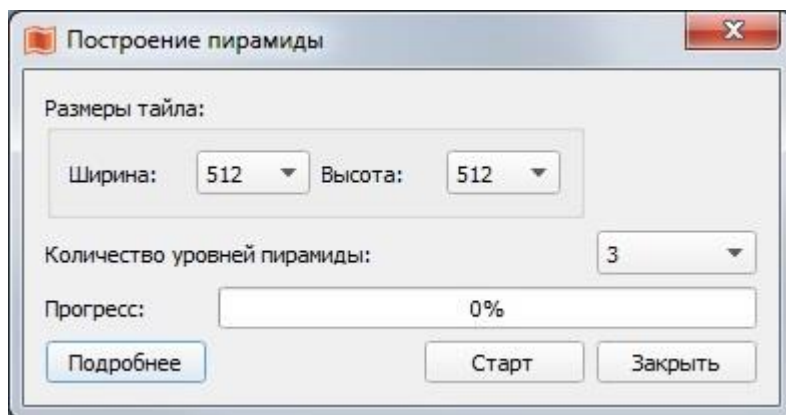 Построение пирамиды
Размеры тайла:
Ширина: 512 Высота: 512
Количество уровней пирамиды: 3
Прогресс: 0%
Подробнее Старт Закрыть